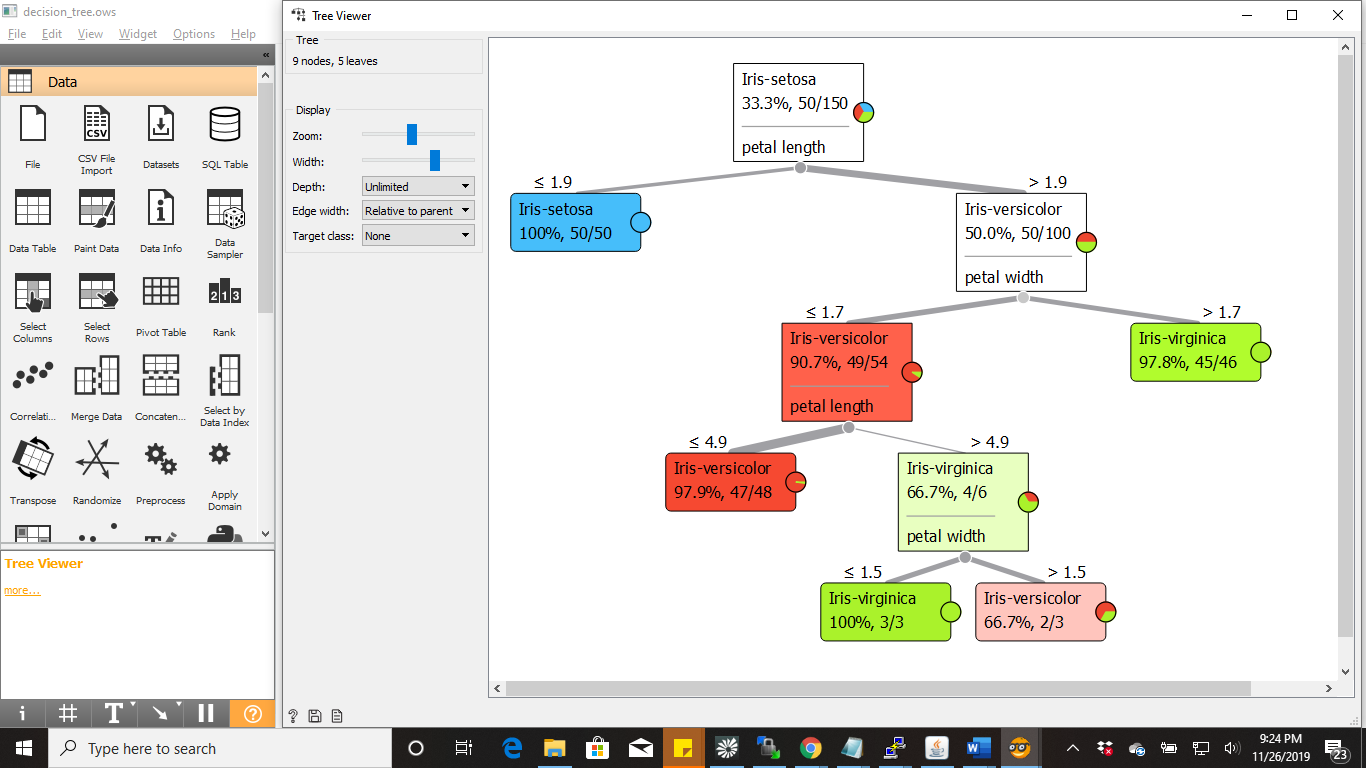 decision_tree.ows
File Edit View Widget Options Help
«
Data
File
CSV
CSV File
Import
Datasets
SQL Table
Data Table
Paint Data
Data Info
Data
Sampler
Select
Columns
Select
Rows
Pivot Table
2 1 3
Rank
Correlati...
Merge Data
Concaten...
Select by
Data Index
Transpose
Randomize
Preprocess
Apply
Domain
Tree Viewer
more...
Tree Viewer
Tree
9 nodes, 5 leaves
Display
Zoom:
Width:
Depth: Unlimited
Edge width: Relative to parent
Target class: None
Iris-setosa
33.3%, 50/150
petal length
≤ 1.9
> 1.9
Iris-setosa
100%, 50/50
Iris-versicolor
50.0%, 50/100
petal width
≤ 1.7
> 1.7
Iris-versicolor
90.7%, 49/54
petal length
Iris-virginica
97.8%, 45/46
≤ 4.9
> 4.9
Iris-versicolor
97.9%, 47/48
Iris-virginica
66.7%, 4/6
petal width
≤ 1.5
> 1.5
Iris-virginica
100%, 3/3
Iris-versicolor
66.7%, 2/3
Type here to search
9:24 PM
11/26/2019
23